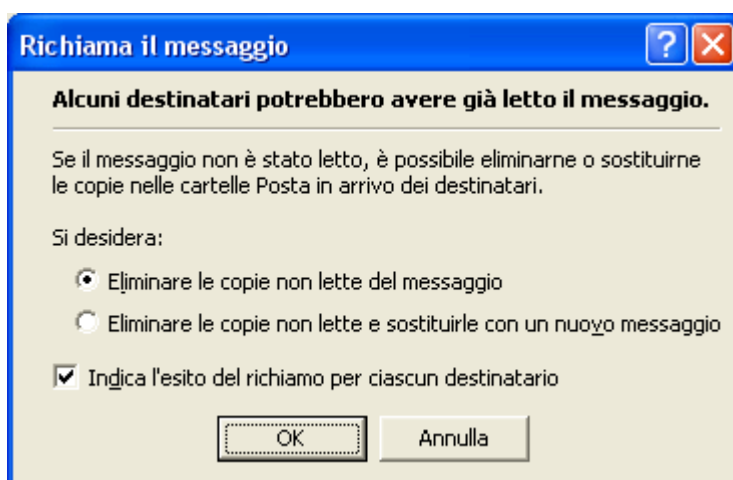 Richiama il messaggio
Alcuni destinatari potrebbero avere già letto il messaggio.
Se il messaggio non è stato letto, è possibile eliminarne o sostituirne
le copie nelle cartelle Posta in arrivo dei destinatari.
Si desidera:
Eliminare le copie non lette del messaggio
Eliminare le copie non lette e sostituirle con un nuovo messaggio
Indica l'esito del richiamo per ciascun destinatario
OK Annulla